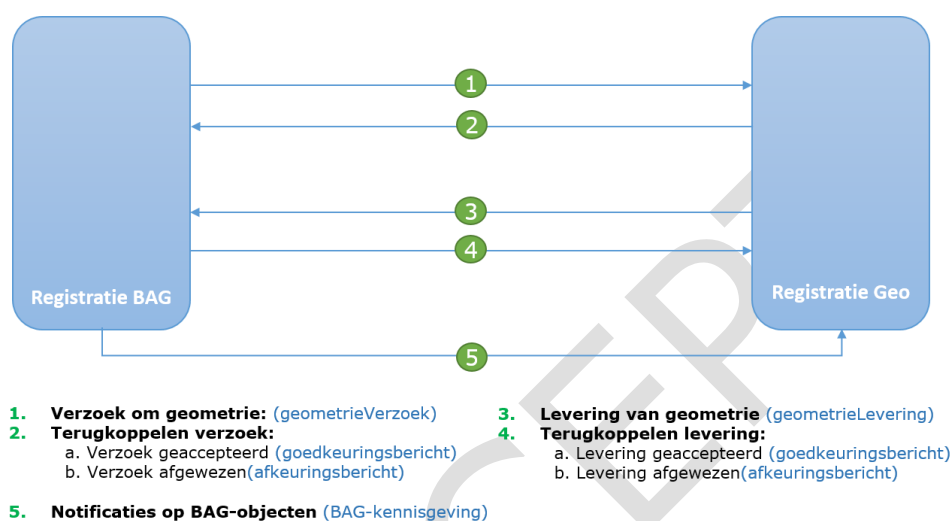 1
2
3
4
Registratie BAG
Registratie Geo
5
1. Verzoek om geometrie: (geometrieVerzoek)
2. Terugkoppelen verzoek:
a. Verzoek geaccepteerd (goedkeuringsbericht)
b. Verzoek afgewezen(afkeuringsbericht)
3. Levering van geometrie (geometrieLevering)
4. Terugkoppelen levering:
a. Levering geaccepteerd (goedkeuringsbericht)
b. Levering afgewezen(afkeuringsbericht)
5. Notificaties op BAG-objecten (BAG-kennisgeving)
CEPT